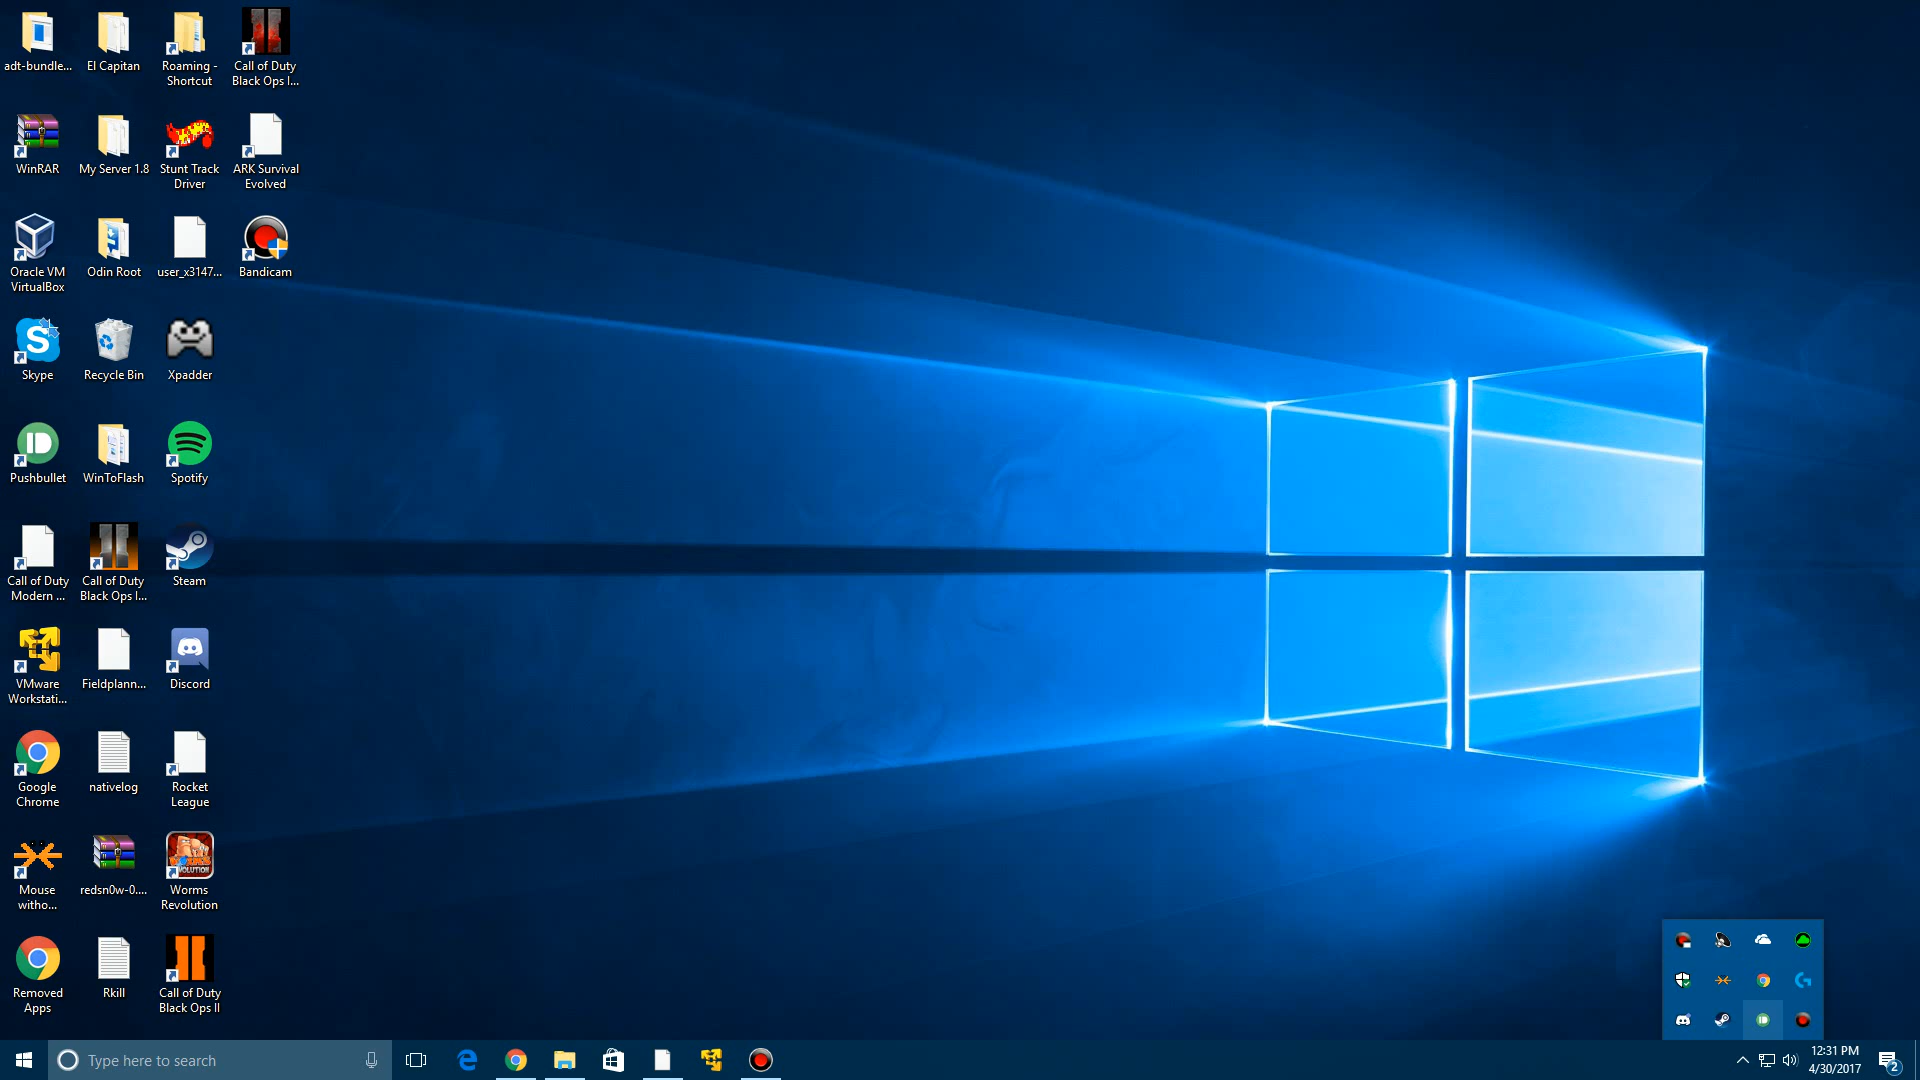 adt-bundle...
El Capitan
Roaming -
Shortcut
Call of Duty
Black Ops I...
WinRAR
My Server 1.8
Stunt Track
Driver
ARK Survival
Evolved
Oracle VM
VirtualBox
Odin Root
user_x3147...
Bandicam
Skype
Recycle Bin
Xpadder
Pushbullet
WinToFlash
Spotify
Call of Duty
Modern ...
Call of Duty
Black Ops I...
Steam
VMware
Workstati...
Fieldplann...
Discord
Google
Chrome
nativelog
Rocket
League
Mouse
witho...
redsn0w-0....
Worms
Revolution
Removed
Apps
Rkill
Call of Duty
Black Ops II
Type here to search
12:31 PM
4/30/2017
2